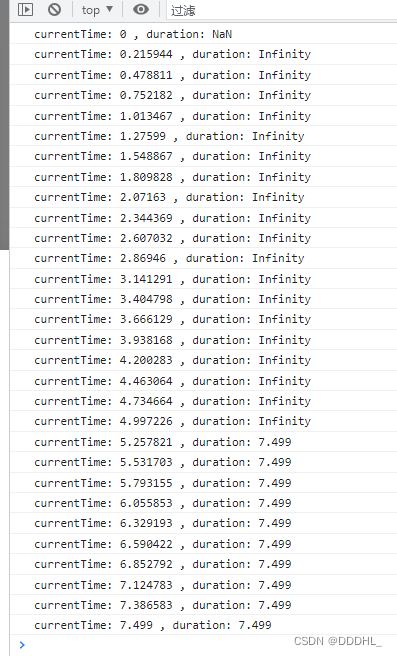 top ▼ 过滤
currentTime: 0 , duration: NaN
currentTime: 0.215944 , duration: Infinity
currentTime: 0.478811 , duration: Infinity
currentTime: 0.752182 , duration: Infinity
currentTime: 1.013467 , duration: Infinity
currentTime: 1.27599 , duration: Infinity
currentTime: 1.548867 , duration: Infinity
currentTime: 1.809828 , duration: Infinity
currentTime: 2.07163 , duration: Infinity
currentTime: 2.344369 , duration: Infinity
currentTime: 2.607032 , duration: Infinity
currentTime: 2.86946 , duration: Infinity
currentTime: 3.141291 , duration: Infinity
currentTime: 3.404798 , duration: Infinity
currentTime: 3.666129 , duration: Infinity
currentTime: 3.938168 , duration: Infinity
currentTime: 4.200283 , duration: Infinity
currentTime: 4.463064 , duration: Infinity
currentTime: 4.734664 , duration: Infinity
currentTime: 4.997226 , duration: Infinity
currentTime: 5.257821 , duration: 7.499
currentTime: 5.531703 , duration: 7.499
currentTime: 5.793155 , duration: 7.499
currentTime: 6.055853 , duration: 7.499
currentTime: 6.329193 , duration: 7.499
currentTime: 6.590422 , duration: 7.499
currentTime: 6.852792 , duration: 7.499
currentTime: 7.124783 , duration: 7.499
currentTime: 7.386583 , duration: 7.499
currentTime: 7.499 , duration: 7.499
CSDN @DDDHL_